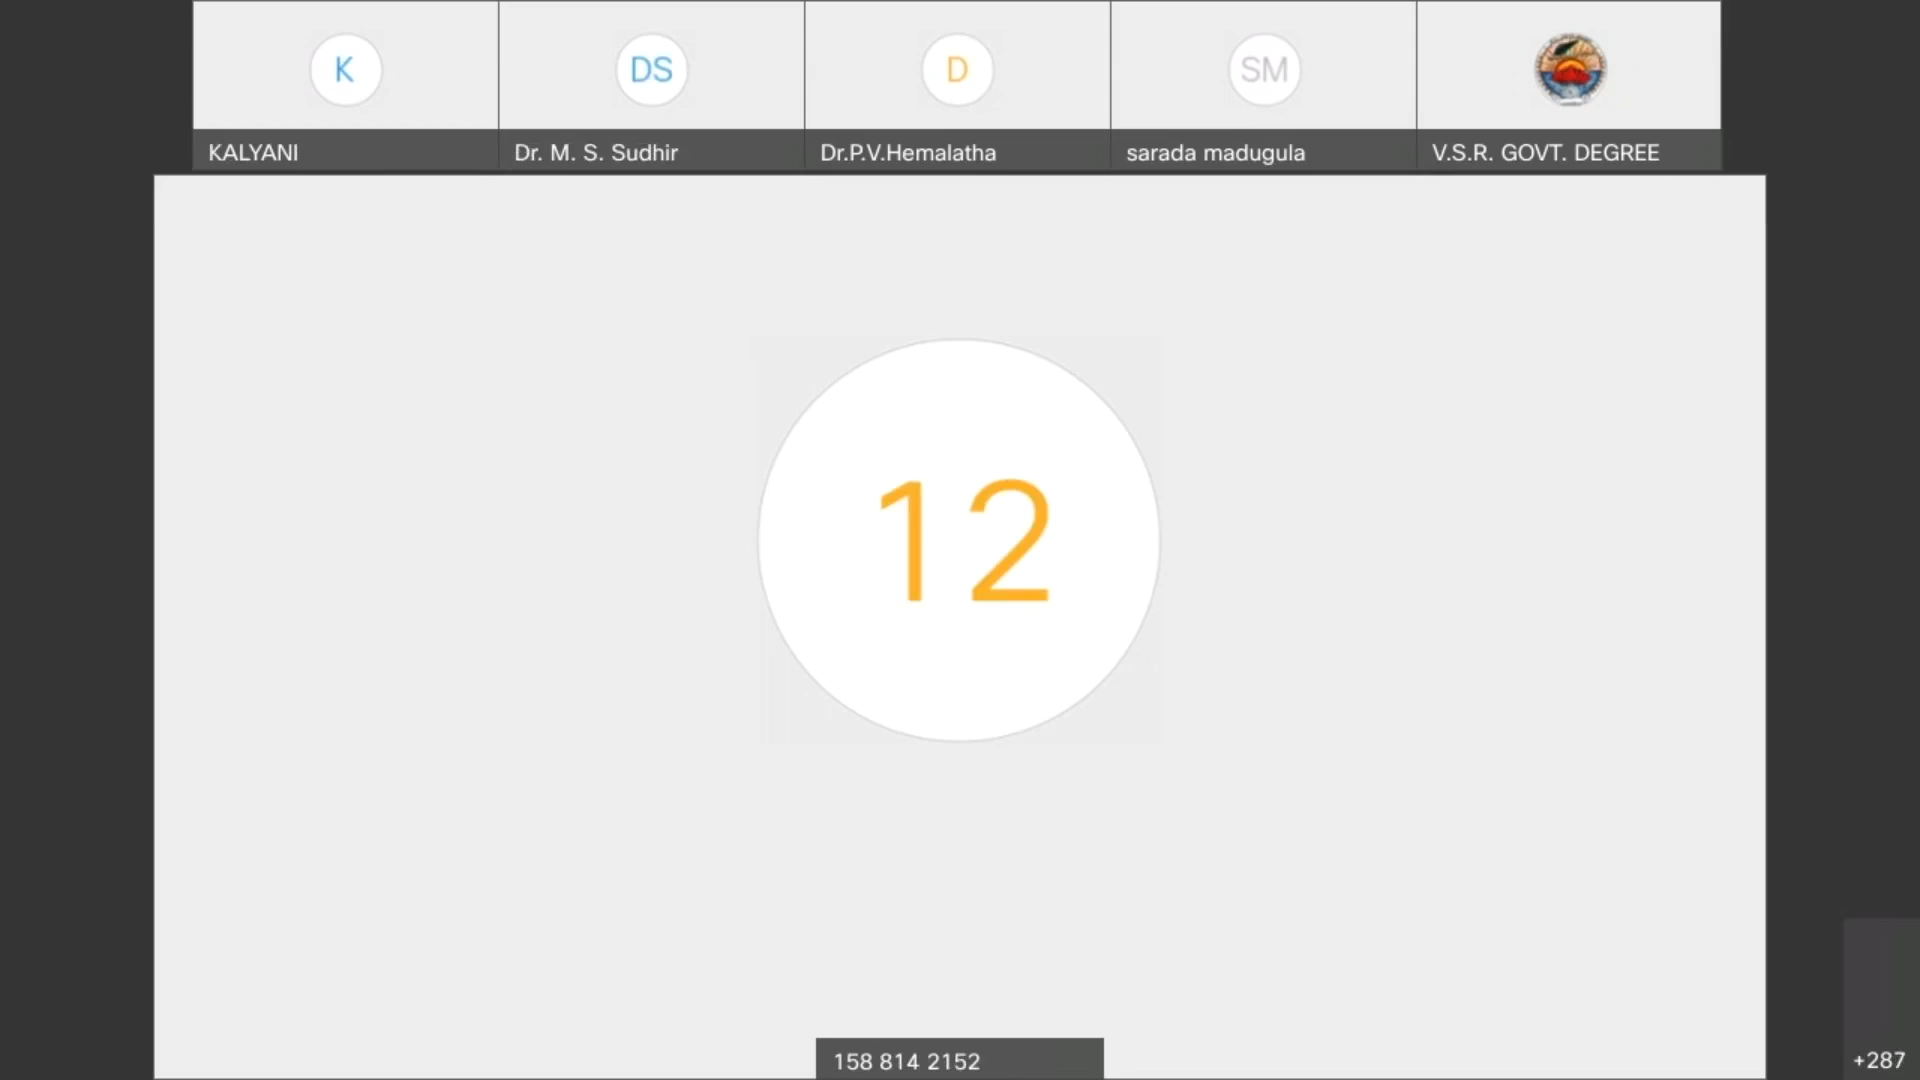 K
DS
D
SM
KALYANI
Dr. M. S. Sudhir
Dr.P.V.Hemalatha
sarada madugula
V.S.R. GOVT. DEGREE
12
158 814 2152
+287